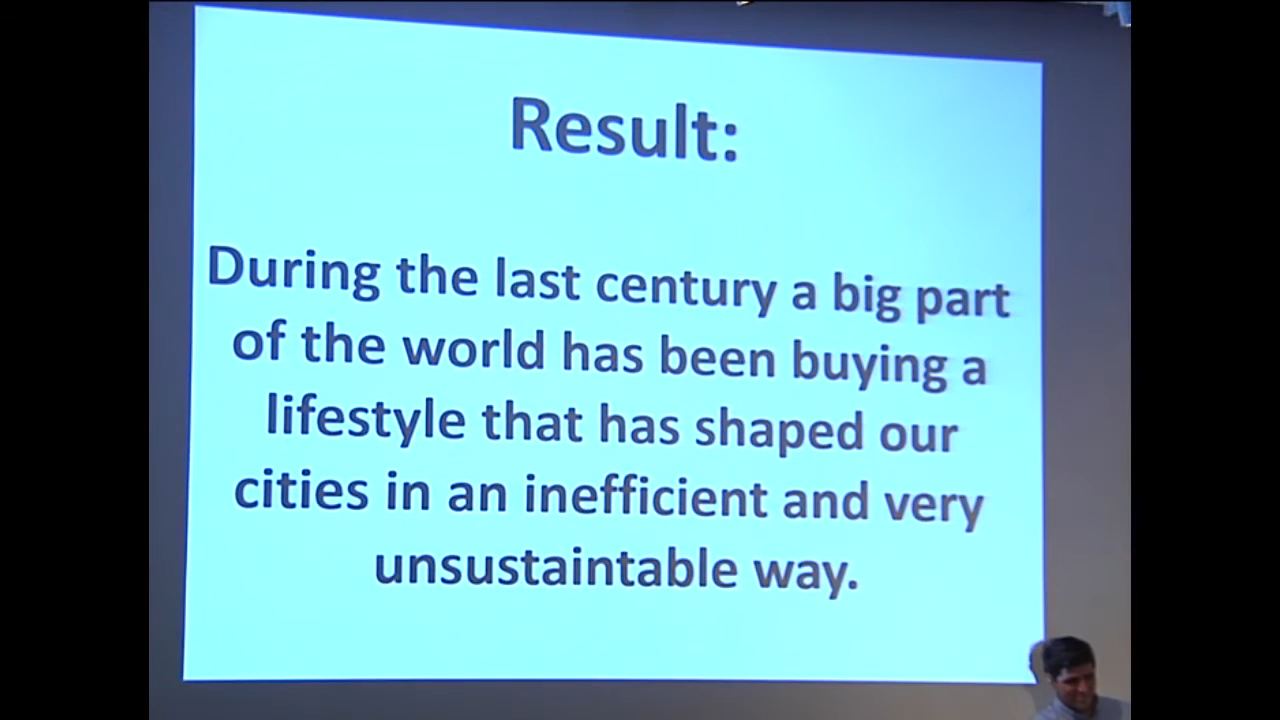 Result:
During the last century a big part
of the world has been buying a
lifestyle that has shaped our
cities in an inefficient and very
unsustaintable way.